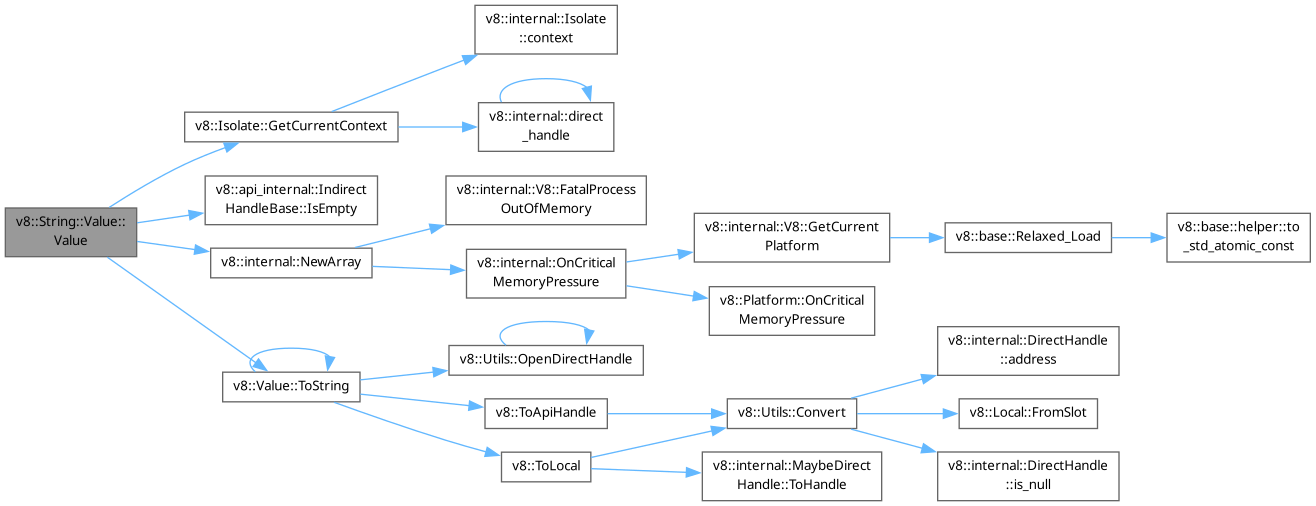 v8::internal::Isolate
::context
v8::Isolate::GetCurrentContext
v8::internal::direct
_handle
v8::api_internal::Indirect
HandleBase::IsEmpty
v8::internal::V8::FatalProcess
OutOfMemory
v8::String::Value::
Value
v8::internal::NewArray
v8::internal::OnCritical
MemoryPressure
v8::internal::V8::GetCurrent
Platform
v8::base::Relaxed_Load
v8::base::helper::to
_std_atomic_const
v8::Platform::OnCritical
MemoryPressure
v8::Value::ToString
v8::Utils::OpenDirectHandle
v8::ToApiHandle
v8::ToLocal
v8::Utils::Convert
v8::internal::MaybeDirect
Handle::ToHandle
v8::internal::DirectHandle
::address
v8::Local::FromSlot
v8::internal::DirectHandle
::is_null